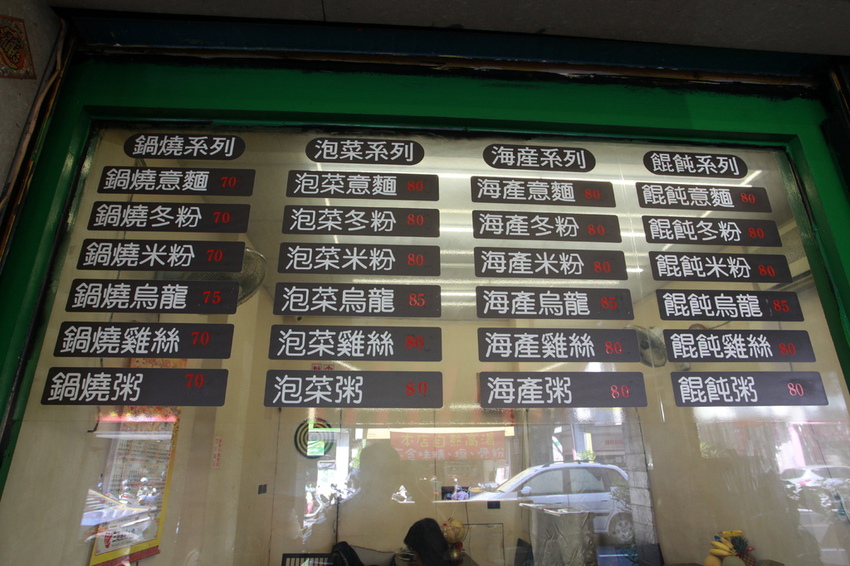 鍋燒系列
鍋燒意麵 70
鍋燒冬粉 70
鍋燒米粉 70
鍋燒烏龍 75
鍋燒雞絲 70
鍋燒粥 70
泡菜系列
泡菜意麵 80
泡菜冬粉 80
泡菜米粉 80
泡菜烏龍 85
泡菜雞絲 80
泡菜粥 80
海產系列
海產意麵 80
海產冬粉 80
海產米粉 80
海產烏龍 85
海產雞絲 80
海產粥 80
餛飩系列
餛飩意麵 80
餛飩冬粉 80
餛飩米粉 80
餛飩烏龍 85
餛飩雞絲 80
餛飩粥 80